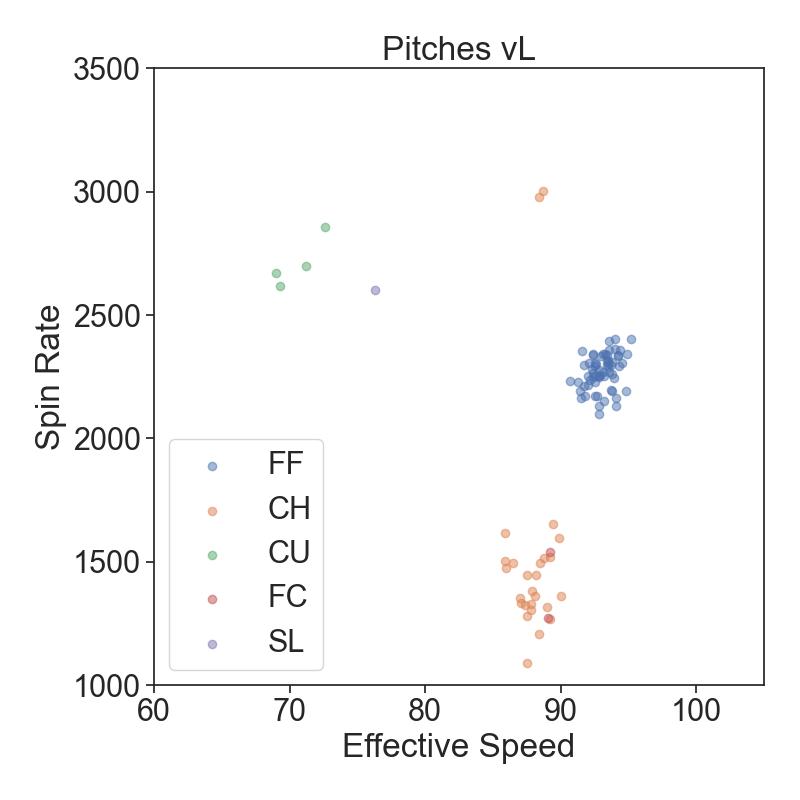 Pitches vL
3500
3000
2500
2000
1500
1000
Spin Rate
FF
CH
CU
FC
SL
60 70 80 90 100
Effective Speed